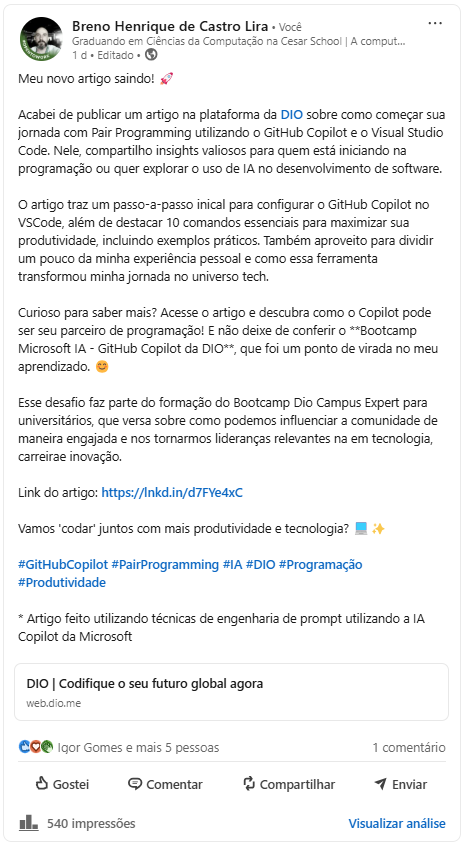 Breno Henrique de Castro Lira • Você
Graduando em Ciências da Computação na Cesar School | A comput...
1 d • Editado •
Meu novo artigo saindo! 🚀
Acabei de publicar um artigo na plataforma da DIO sobre como começar sua
jornada com Pair Programming utilizando o GitHub Copilot e o Visual Studio
Code. Nele, compartilho insights valiosos para quem está iniciando na
programação ou quer explorar o uso de IA no desenvolvimento de software.
O artigo traz um passo-a-passo inical para configurar o GitHub Copilot no
VSCode, além de destacar 10 comandos essenciais para maximizar sua
produtividade, incluindo exemplos práticos. Também aproveito para dividir
um pouco da minha experiência pessoal e como essa ferramenta
transformou minha jornada no universo tech.
Curioso para saber mais? Acesse o artigo e descubra como o Copilot pode
ser seu parceiro de programação! E não deixe de conferir o **Bootcamp
Microsoft IA - GitHub Copilot da DIO**, que foi um ponto de virada no meu
aprendizado. 😊
Esse desafio faz parte do formação do Bootcamp Dio Campus Expert para
universitários, que versa sobre como podemos influenciar a comunidade de
maneira engajada e nos tornarmos lideranças relevantes na em tecnologia,
carreirae inovação.
Link do artigo: https://lnkd.in/d7FYe4xC
Vamos 'codar' juntos com mais produtividade e tecnologia? 💻✨
#GitHubCopilot #PairProgramming #IA #DIO #Programação
#Produtividade
* Artigo feito utilizando técnicas de engenharia de prompt utilizando a IA
Copilot da Microsoft
DIO | Codifique o seu futuro global agora
web.dio.me
Igor Gomes e mais 5 pessoas
1 comentário
Gostei
Comentar
Compartilhar
Enviar
540 impressões
Visualizar análise